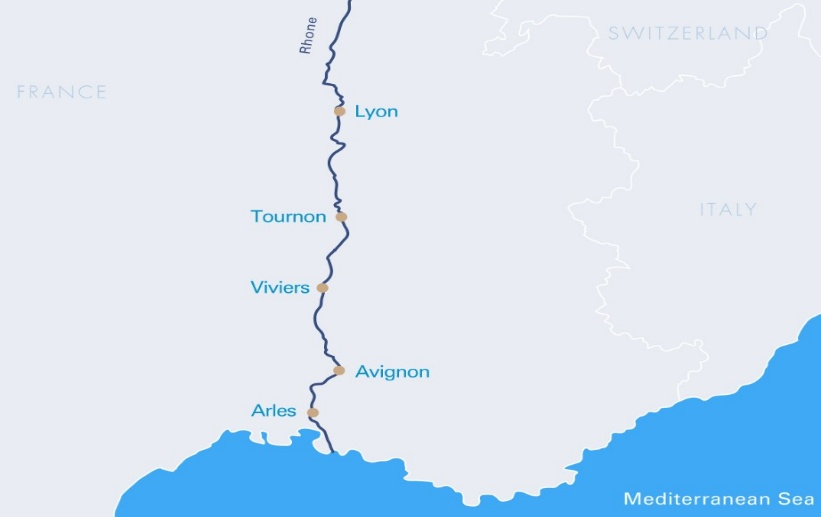 Rhone
SWITZERLAND
FRANCE
Lyon
ITALY
Tournon
Viviers
Avignon
Arles
Mediterranean Sea